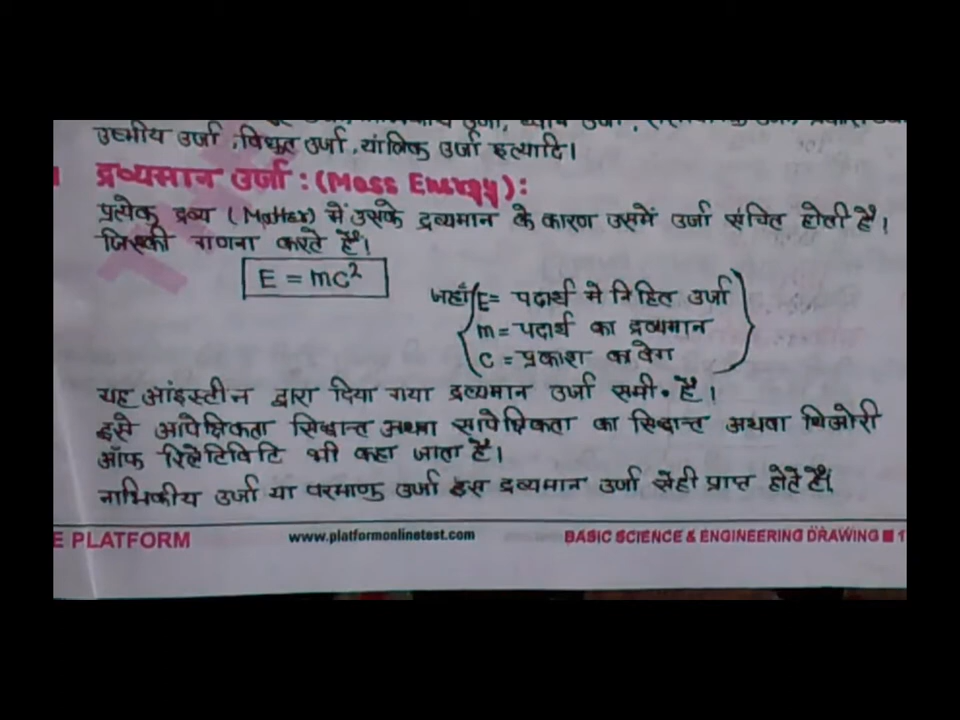 उष्मीय उर्जा, विद्युत उर्जा, यांत्रिक उर्जा इत्यादि।
द्रव्यमान उर्जा : (Mass Energy):
प्रत्येक द्रव्य (Matter) में उसके द्रव्यमान के कारण उसमें उर्जा संचित होती है।
जिसकी गणना करते हैं।
E = mc²
जहाँ E = पदार्थ मे निहित उर्जा
m = पदार्थ का द्रव्यमान
C = प्रकाश का वेग
यह आंइस्टीन द्वारा दिया गया द्रव्यमान उर्जा समी॰ है।
इसे आपेक्षिकता सिद्धान्त अथवा सापेक्षिकता का सिद्धान्त अथवा थिओरी
ऑफ रिलेटिविटि भी कहा जाता है।
नाभिकीय उर्जा या परमाणु उर्जा इस द्रव्यमान उर्जा सेही प्राप्त होते हैं।
E PLATFORM www.platformonlinetest.com BASIC SCIENCE & ENGINEERING DRAWING ■ 1